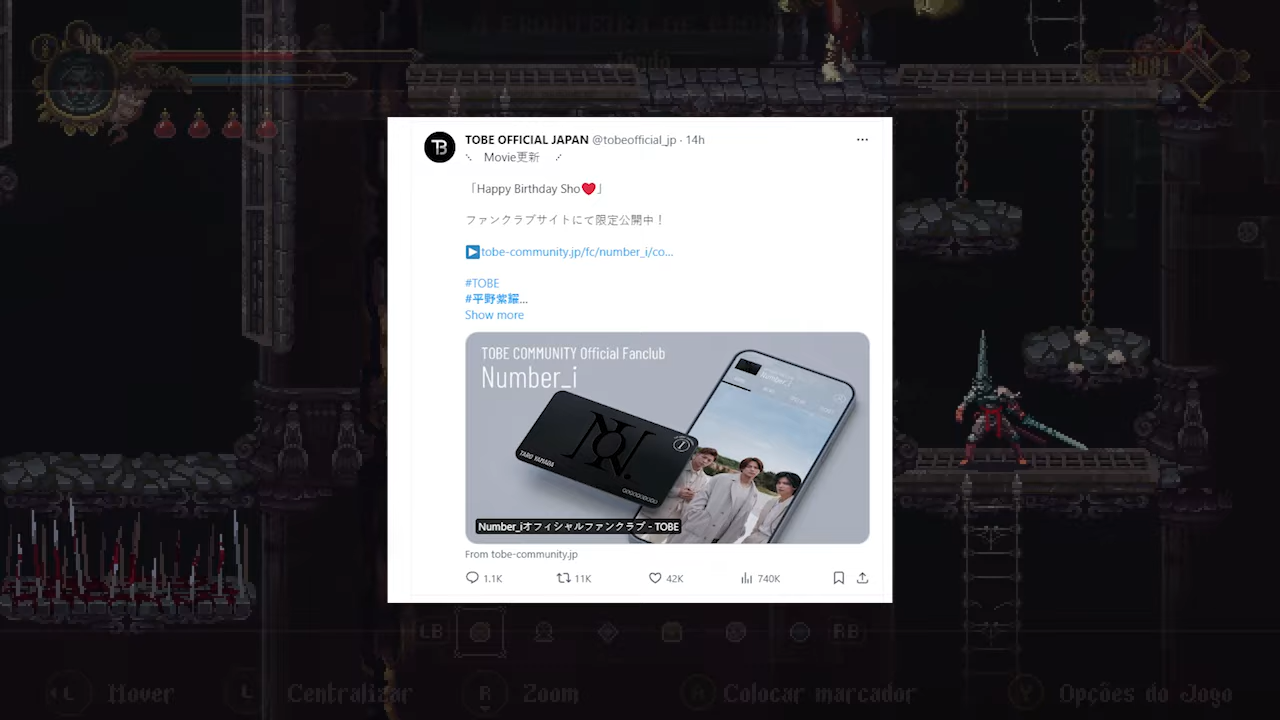 TOBE OFFICIAL JAPAN @tobeofficial_jp · 14h
Movie更新
「Happy Birthday Sho❤️」
ファンクラブサイトにて限定公開中！
▶tobe-community.jp/fc/number_i/co...
#TOBE
#平野紫耀...
Show more
TOBE COMMUNITY Official Fanclub
Number_i
Number_i
TARO YAMADA
Number_iオフィシャルファンクラブ - TOBE
From tobe-community.jp
1.1K 11K 42K 740K
LB RB
L Mover L Centralizar R Zoom A Colocar marcador Y Opções do Jogo